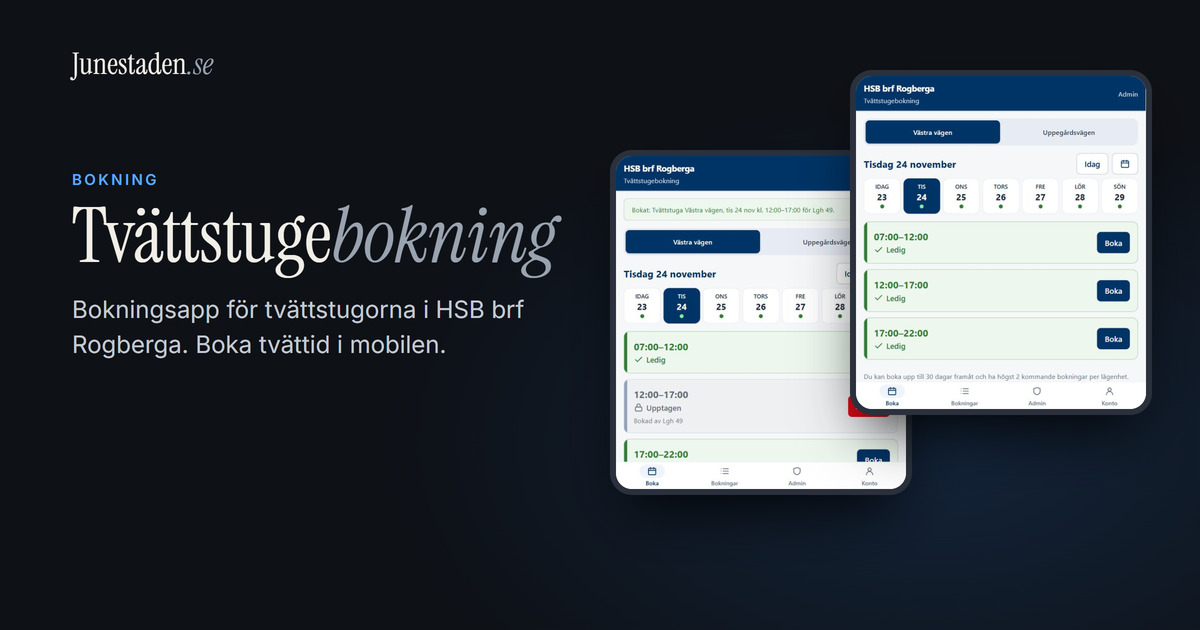 Junestaden.se
BOKNING
Tvättstugebokning
Bokningsapp för tvättstugorna i HSB brf
Rogberga. Boka tvättid i mobilen.
HSB brf Rogberga
Tvättstugebokning
Bokat: Tvättstuga Västra vägen, tis 24 nov kl. 12:00–17:00 för Lgh 49.
Västra vägen
Tisdag 24 november
IDAG TIS ONS TORS FRE LÖR
23 24 25 26 27 28
07:00–12:00
Ledig
12:00–17:00
Upptagen
Bokad av Lgh 49
17:00–22:00
Boka
Boka Bokningar Admin Konto
HSB brf Rogberga
Tvättstugebokning
Admin
Västra vägen Uppegårdsvägen
Tisdag 24 november Idag
IDAG TIS ONS TORS FRE LÖR SÖN
23 24 25 26 27 28 29
07:00–12:00
Ledig
Boka
12:00–17:00
Ledig
Boka
17:00–22:00
Ledig
Boka
Du kan boka upp till 30 dagar framåt och ha högst 2 kommande bokningar per lägenhet.
Boka Bokningar Admin Konto